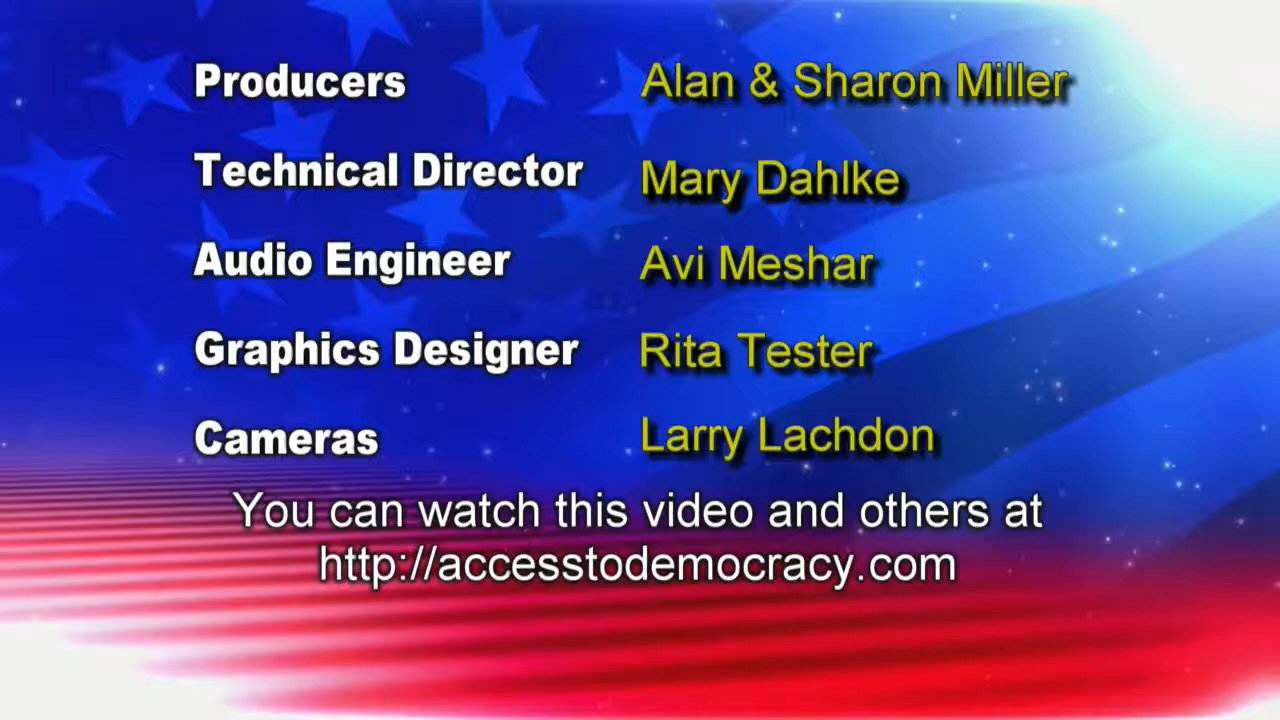 Producers Alan & Sharon Miller
Technical Director Mary Dahlke
Audio Engineer Avi Meshar
Graphics Designer Rita Tester
Cameras Larry Lachdon
You can watch this video and others at
http://accesstodemocracy.com